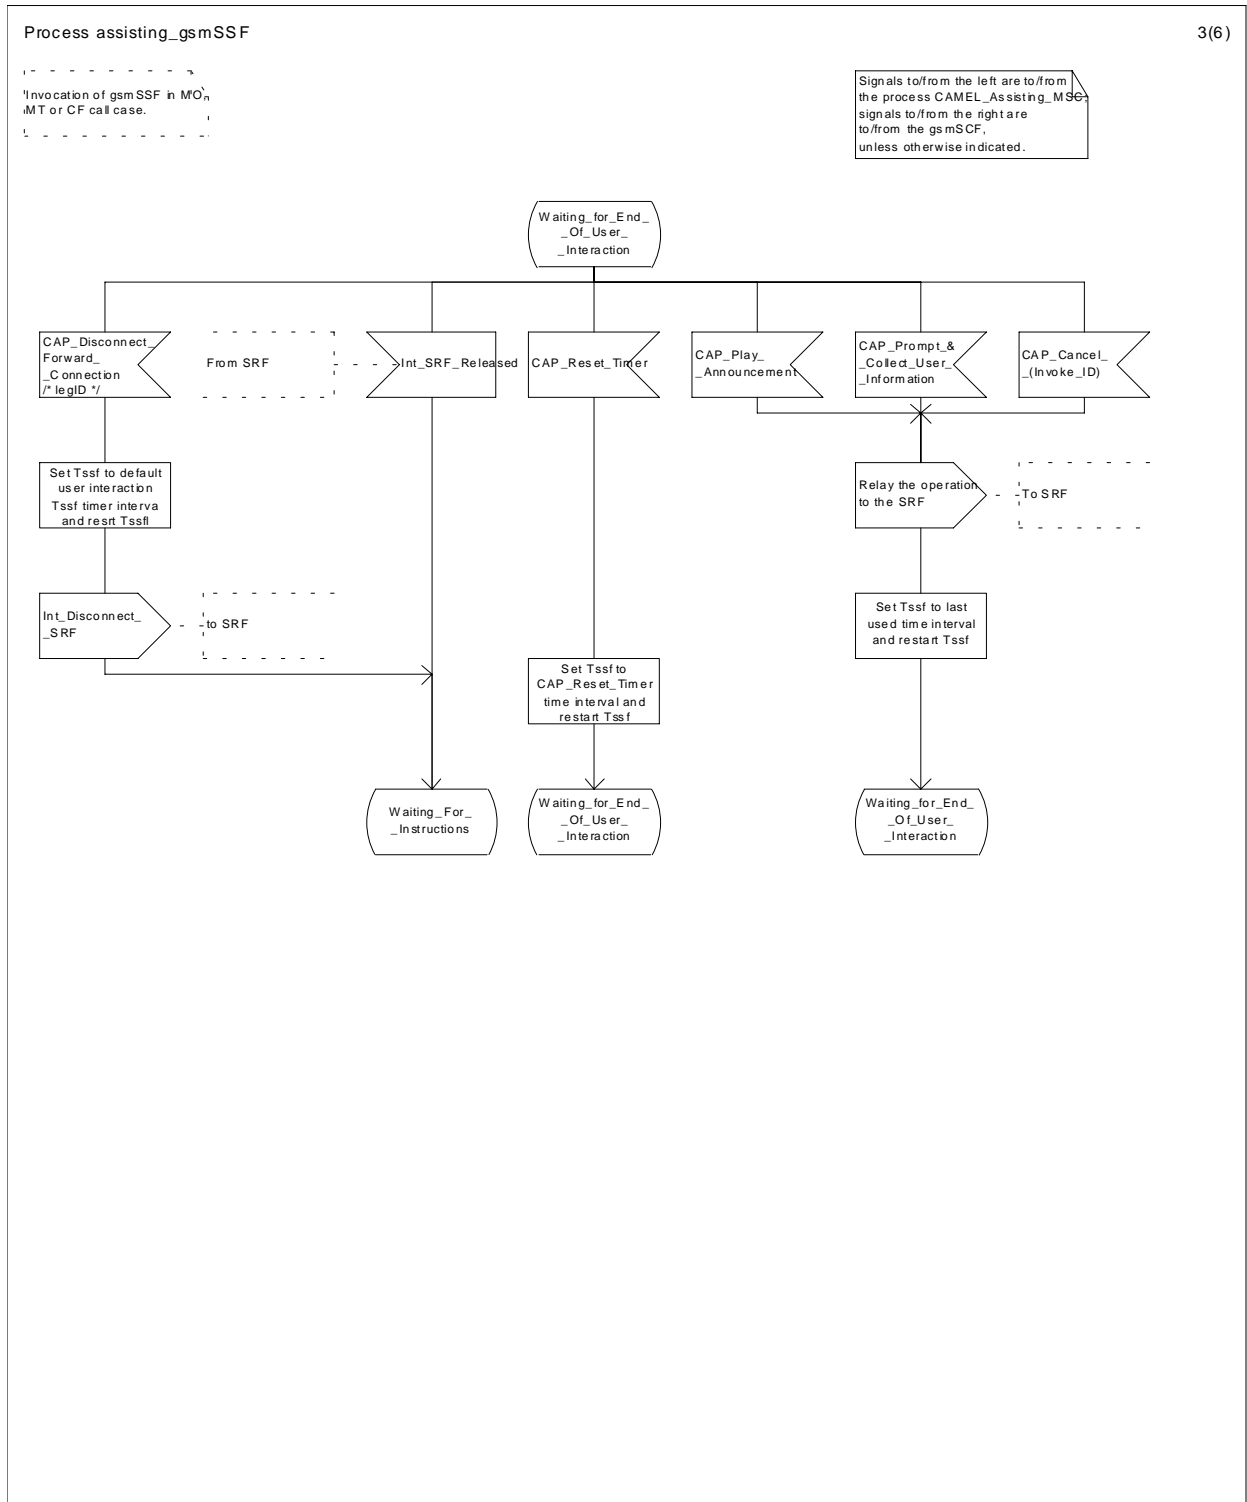 Process assisting_gsmSSF
3(6)
Invocation of gsmSSF in MO,
MT or CF call case.
Signals to/from the left are to/from
the process CAMEL_Assisting_MSC;
signals to/from the right are
to/from the gsmSCF,
unless otherwise indicated.
Waiting_for_End_
_Of_User_
_Interaction
CAP_Disconnect_
Forward_
_Connection
/* legID */
From SRF
Int_SRF_Released
CAP_Reset_Timer
CAP_Play_
_Announcement
CAP_Prompt_&
_Collect_User_
_Information
CAP_Cancel_
_(Invoke_ID)
Set Tssf to default
user interaction
Tssf timer interva
and resrt Tssfl
Relay the operation
to the SRF
To SRF
Int_Disconnect_
_SRF
to SRF
Set Tssf to last
used time interval
and restart Tssf
Set Tssf to
CAP_Reset_Timer
time interval and
restart Tssf
Waiting_For_
_Instructions
Waiting_for_End_
_Of_User_
_Interaction
Waiting_for_End_
_Of_User_
_Interaction